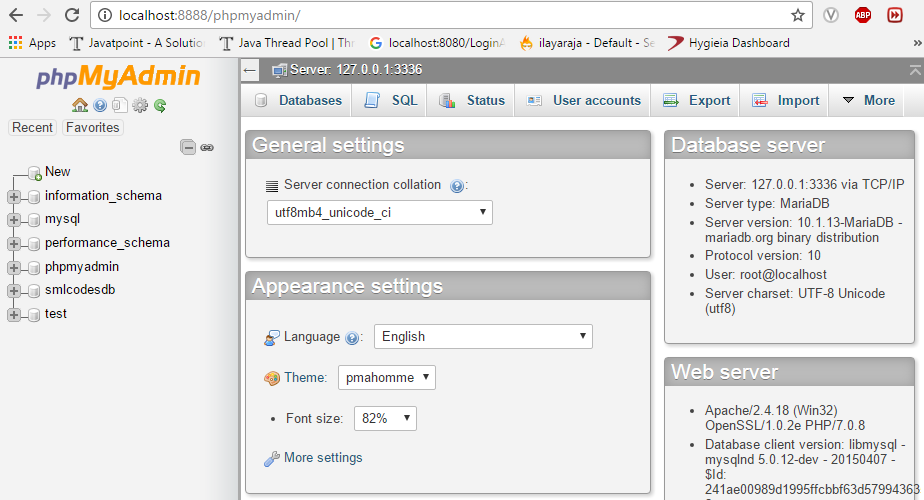 localhost:8888/phpmyadmin/
ABP
Apps
Javatpoint - A Solution
Java Thread Pool | Thr
localhost:8080/LoginA
ilayaraja - Default - Se
Hygieia Dashboard
phpMyAdmin
Recent
Favorites
New
information_schema
mysql
performance_schema
phpmyadmin
smlcodesdb
test
Server: 127.0.0.1:3336
Databases
SQL
Status
User accounts
Export
Import
More
General settings
Server connection collation :
utf8mb4_unicode_ci
Appearance settings
Language :
English
Theme:
pmahomme
Font size:
82%
More settings
Database server
Server: 127.0.0.1:3336 via TCP/IP
Server type: MariaDB
Server version: 10.1.13-MariaDB -
mariadb.org binary distribution
Protocol version: 10
User: root@localhost
Server charset: UTF-8 Unicode
(utf8)
Web server
Apache/2.4.18 (Win32)
OpenSSL/1.0.2e PHP/7.0.8
Database client version: libmysql -
mysqlnd 5.0.12-dev - 20150407 -
$Id:
241ae00989d1995ffcbbf63d57994363